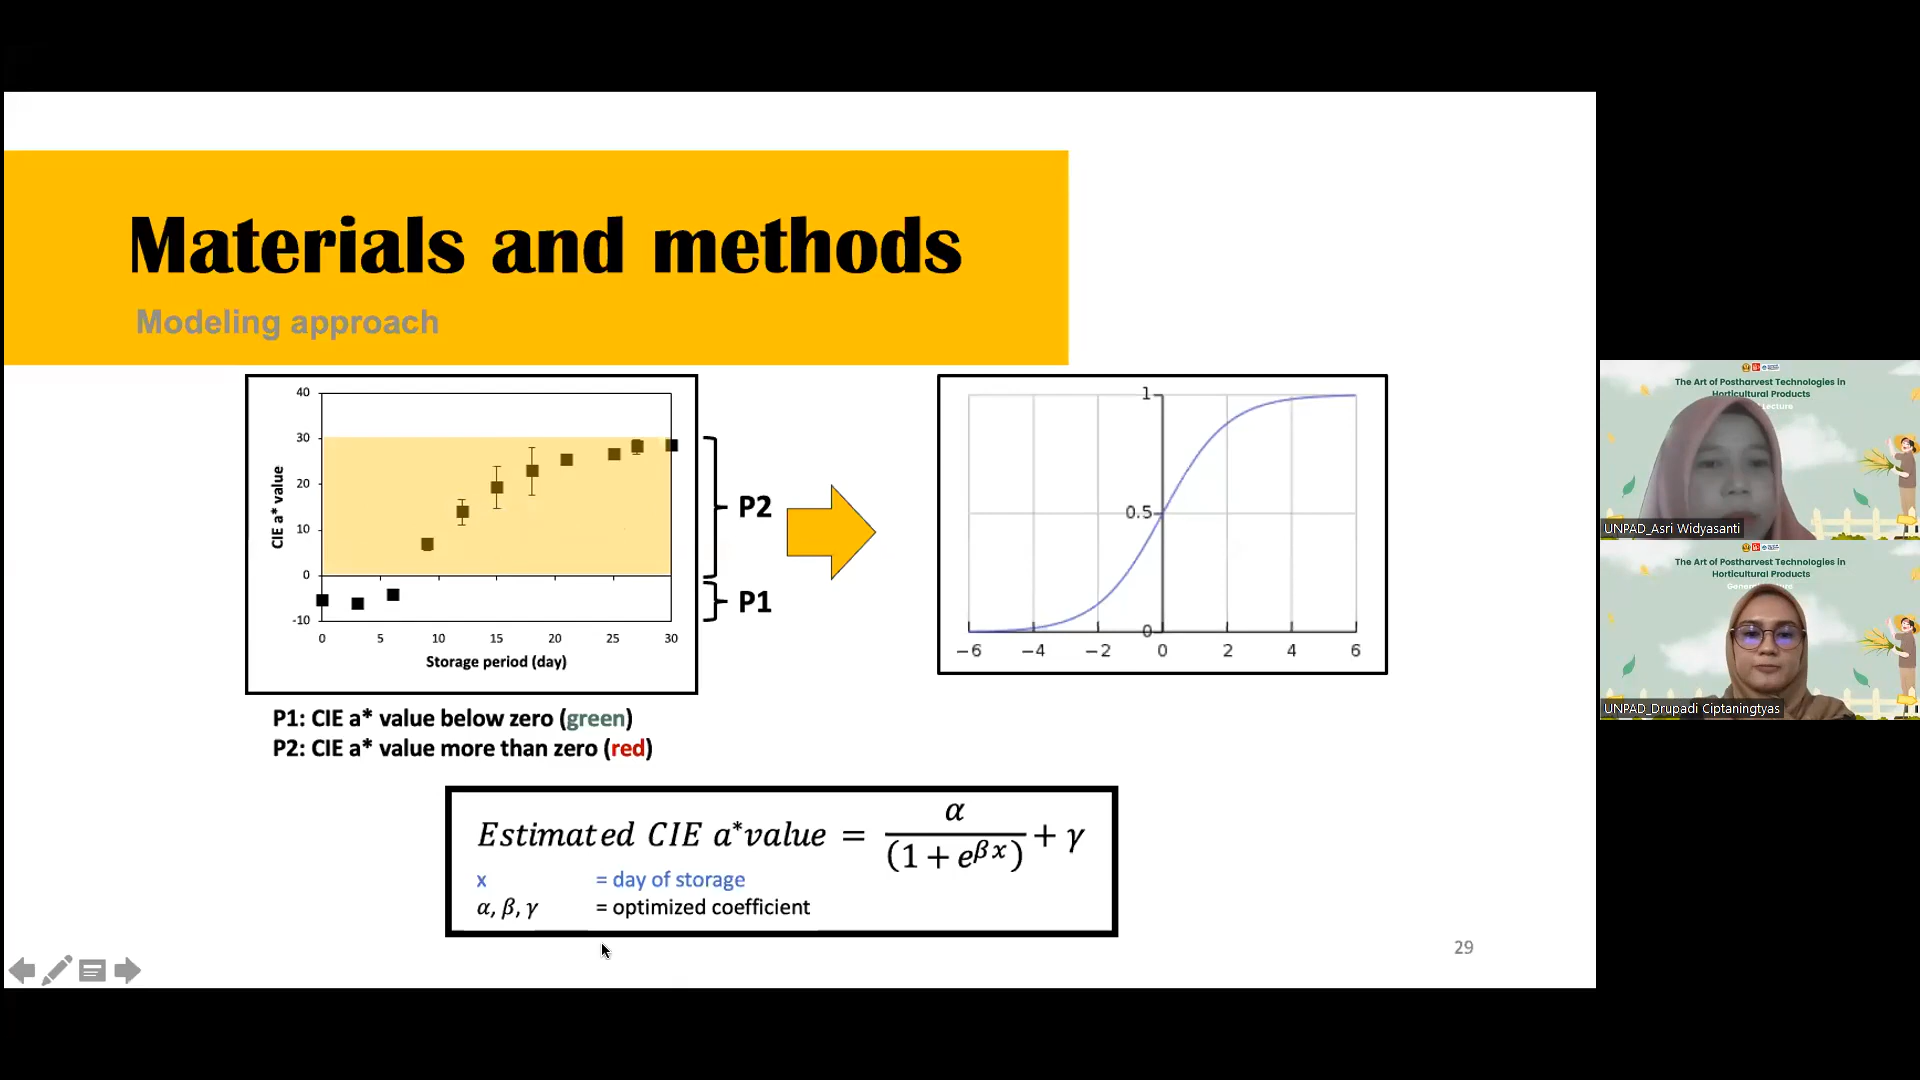 Materials and methods
Modeling approach
40
30
20
10
0
-10
CIE a* value
0 5 10 15 20 25 30
Storage period (day)
P2
P1
1
0.5
0
−6 −4 −2 0 2 4 6
P1: CIE a* value below zero (green)
P2: CIE a* value more than zero (red)
Estimated CIE a*value = α / (1 + e^{βx}) + γ
x = day of storage
α, β, γ = optimized coefficient
29
The Art of Postharvest Technologies in
Horticultural Products
Lecture
UNPAD_Asri Widyasanti
The Art of Postharvest Technologies in
Horticultural Products
UNPAD_Drupadi Ciptaningtyas